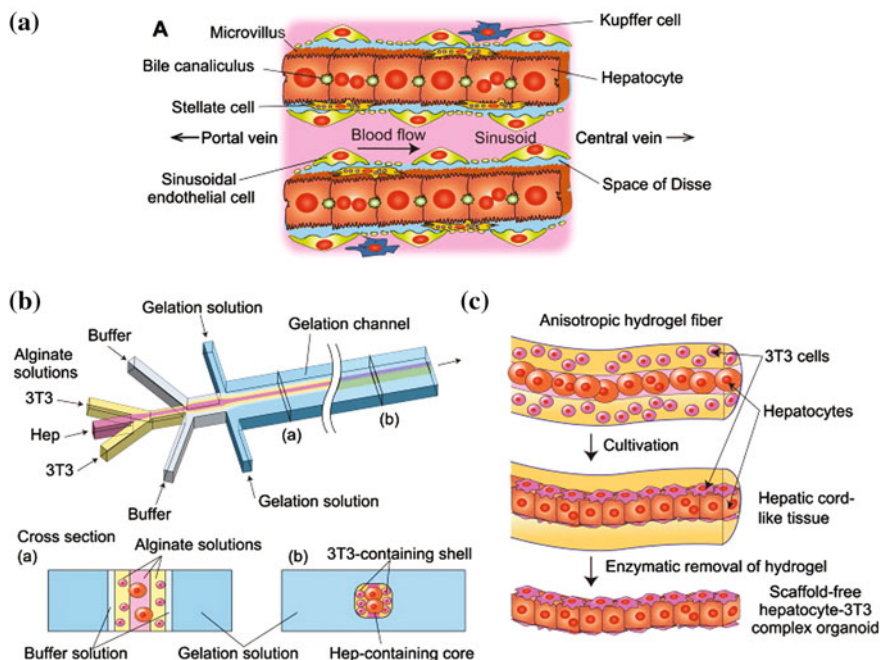 (a)
A
Kupffer cell
Microvillus
Bile canaliculus
Hepatocyte
Stellate cell
Portal vein
Blood flow
Sinusoid
Central vein
Sinusoidal
endothelial cell
Space of Disse
(b)
Gelation solution
Gelation channel
Buffer
Alginate
solutions
3T3
Hep
3T3
(a)
(b)
Buffer
Gelation solution
Cross section
(a)
Alginate solutions
(b)
3T3-containing shell
Buffer solution
Gelation solution
Hep-containing core
(c)
Anisotropic hydrogel fiber
3T3 cells
Hepatocytes
Cultivation
Hepatic cord-
like tissue
Enzymatic removal of hydrogel
Scaffold-free
hepatocyte-3T3
complex organoid